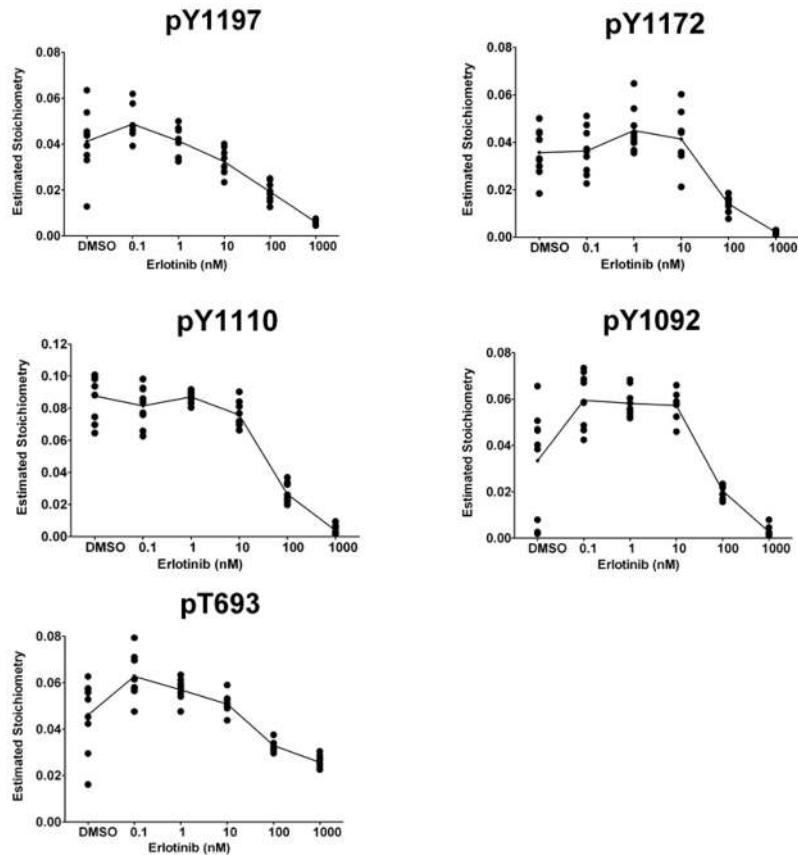 pY1197
Estimated Stoichiometry
0.08
0.06
0.04
0.02
0.00
DMSO 0.1 1 10 100 1000
Erlotinib (nM)
pY1172
Estimated Stoichiometry
0.08
0.06
0.04
0.02
0.00
DMSO 0.1 1 10 100 1000
Erlotinib (nM)
pY1110
Estimated Stoichiometry
0.12
0.10
0.08
0.06
0.04
0.02
0.00
DMSO 0.1 1 10 100 1000
Erlotinib (nM)
pY1092
Estimated Stoichiometry
0.08
0.06
0.04
0.02
0.00
DMSO 0.1 1 10 100 1000
Erlotinib (nM)
pT693
Estimated Stoichiometry
0.08
0.06
0.04
0.02
0.00
DMSO 0.1 1 10 100 1000
Erlotinib (nM)